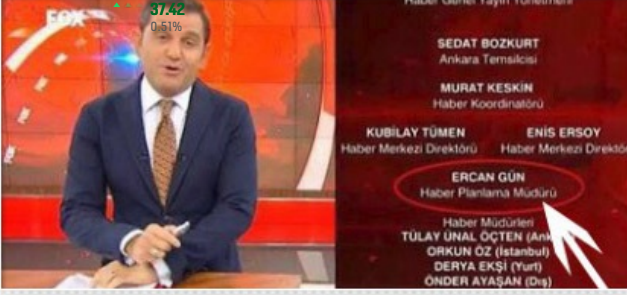 FOX
37.42
0.51%
Haber Genel Yayın Yönetmeni
SEDAT BOZKURT
Ankara Temsilcisi
MURAT KESKİN
Haber Koordinatörü
KUBİLAY TÜMEN ENİS ERSOY
Haber Merkezi Direktörü Haber Merkezi Direktö
ERCAN GÜN
Haber Planlama Müdürü
Haber Müdürleri
TÜLAY ÜNAL ÖÇTEN (Ank
ORKUN ÖZ (İstanbul)
DERYA EKŞİ (Yurt)
ÖNDER AYAŞAN (Dış)